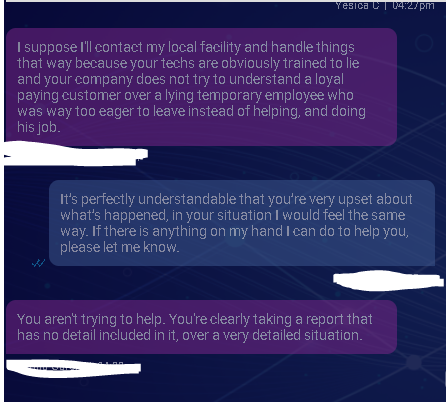 Yesica C | 04:27pm
I suppose I'll contact my local facility and handle things
that way because your techs are obviously trained to lie
and your company does not try to understand a loyal
paying customer over a lying temporary employee who
was way too eager to leave instead of helping, and doing
his job.
It's perfectly understandable that you're very upset about
what's happened, in your situation I would feel the same
way. If there is anything on my hand I can do to help you,
please let me know.
You aren't trying to help. You're clearly taking a report that
has no detail included in it, over a very detailed situation.